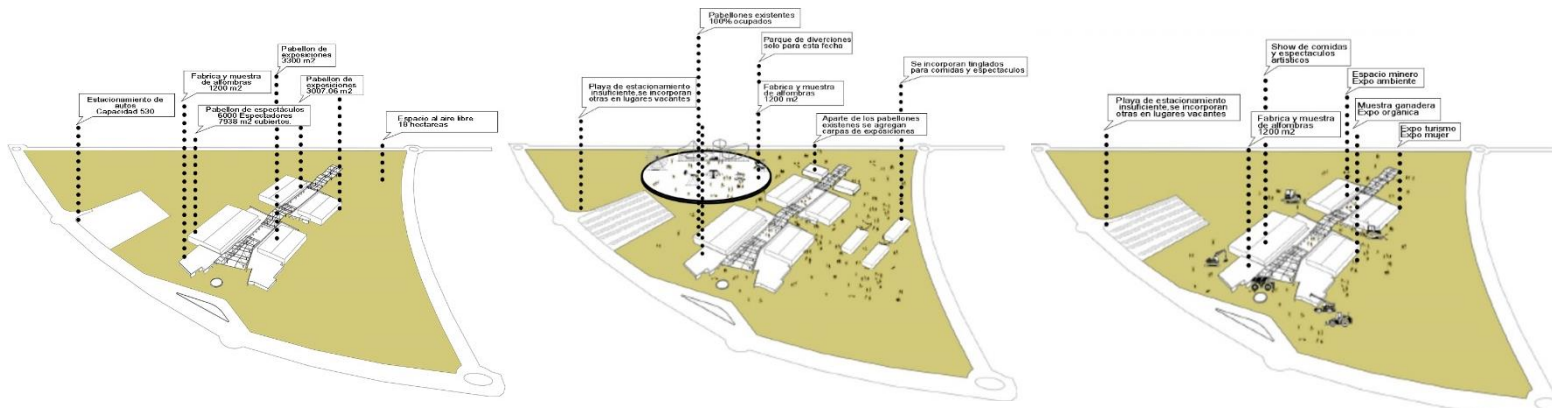 Pabellon de
exposiciones
3300 m2
Fabrica y muestra
de alfombras
1200 m2
Pabellon de
exposiciones
3007.06 m2
Estacionamiento de
autos
Capacidad 530
Pabellon de espectáculos
6000 Espectadores
7938 m2 cubiertou.
Espacio al aire libre
18 hectareas
Pabellones existentes
100% ocupados
Parque de diverciones
solo para esta fecha
Se incorporan tinglados
para comidas y espectaculos
Playa de estacionamiento
insuficiente,se incorporan
otras en lugares vacantes
Fabrica y muestra
de alfombras
1200 m2
Aparte de los pabellones
existenes se agregan
carpas de exposiciones
Show de comidas
y espectaculos
artisticos
Espacio minero
Expo ambiente
Playa de estacionamiento
insuficiente,se incorporan
otras en lugares vacantes
Muestra ganadera
Expo orgánica
Fabrica y muestra
de alfombras
1200 m2
Expo turismo
Expo mujer